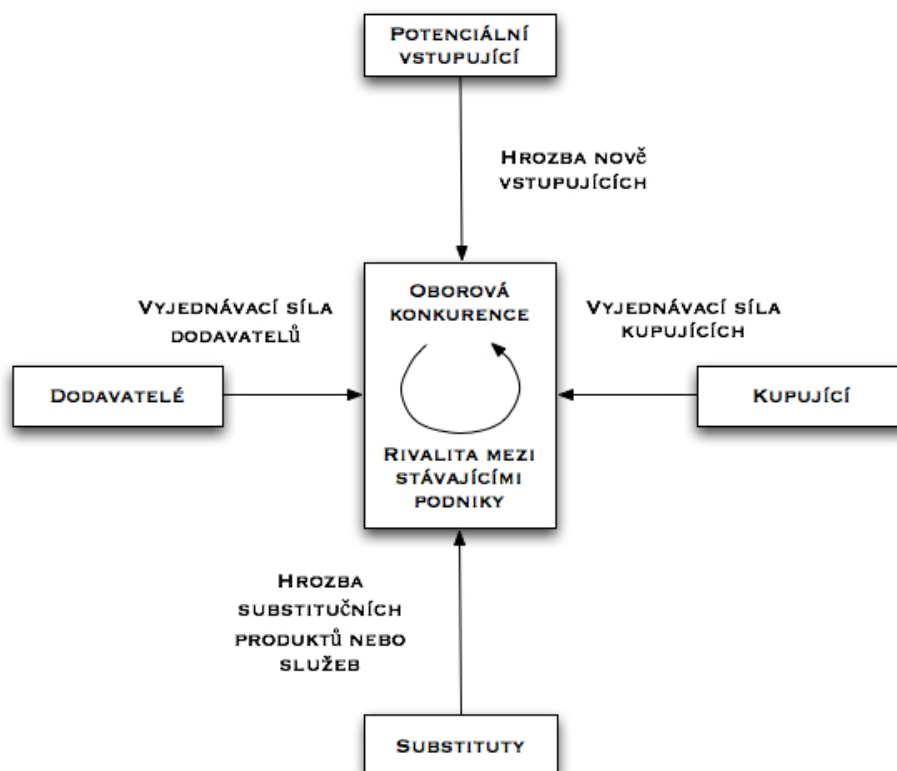 Potenciální
vstupující
Hrozba nově
vstupujících
Oborová
konkurence
Vyjednávací síla
dodavatelů
Vyjednávací síla
kupujících
Dodavatelé
Kupující
Rivalita mezi
stávajícími
podniky
Hrozba
substitučních
produktů nebo
služeb
Substituty